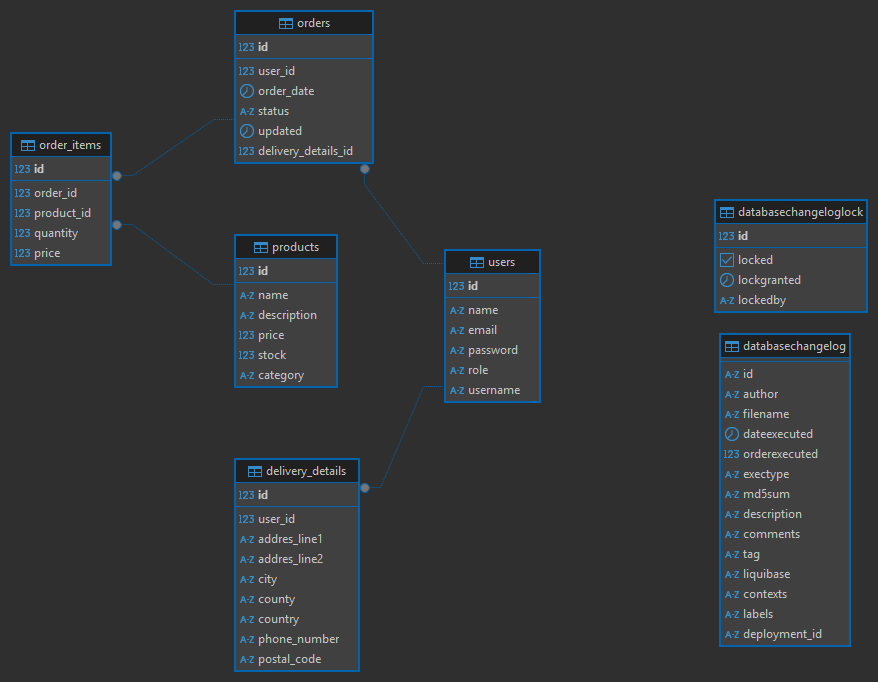 orders
123 id
123 user_id
order_date
A-Z status
updated
123 delivery_details_id
order_items
123 id
123 order_id
123 product_id
123 quantity
123 price
products
123 id
A-Z name
A-Z description
123 price
123 stock
A-Z category
users
123 id
A-Z name
A-Z email
A-Z password
A-Z role
A-Z username
delivery_details
123 id
123 user_id
A-Z addres_line1
A-Z addres_line2
A-Z city
A-Z county
A-Z country
A-Z phone_number
A-Z postal_code
databasechangeloglock
123 id
locked
lockgranted
A-Z lockedby
databasechangelog
A-Z id
A-Z author
A-Z filename
dateexecuted
123 orderexecuted
A-Z exectype
A-Z md5sum
A-Z description
A-Z comments
A-Z tag
A-Z liquibase
A-Z contexts
A-Z labels
A-Z deployment_id